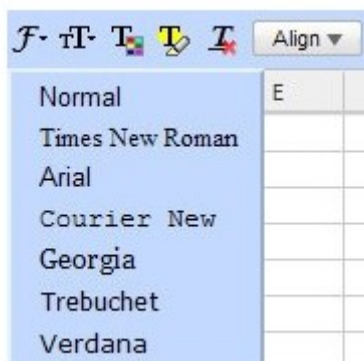 F T T T T Align
Normal
E
Times New Roman
Arial
Courier New
Georgia
Trebuchet
Verdana